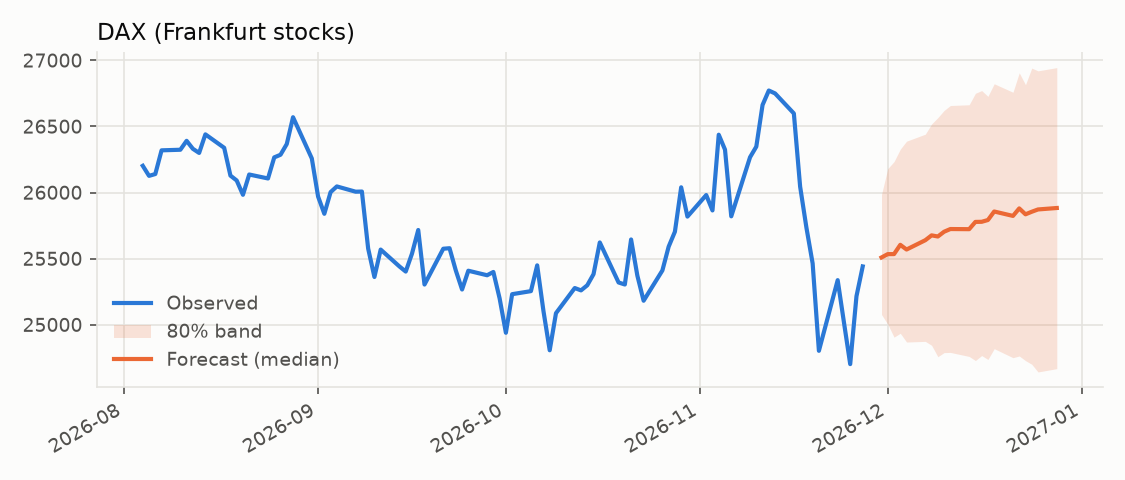 DAX (Frankfurt stocks)
27000
26500
26000
25500
25000
Observed
80% band
Forecast (median)
2026-08
2026-09
2026-10
2026-11
2026-12
2027-01